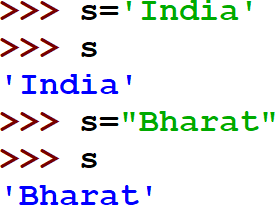 >>> s='India'
>>> s
'India'
>>> s="Bharat"
>>> s
'Bharat'